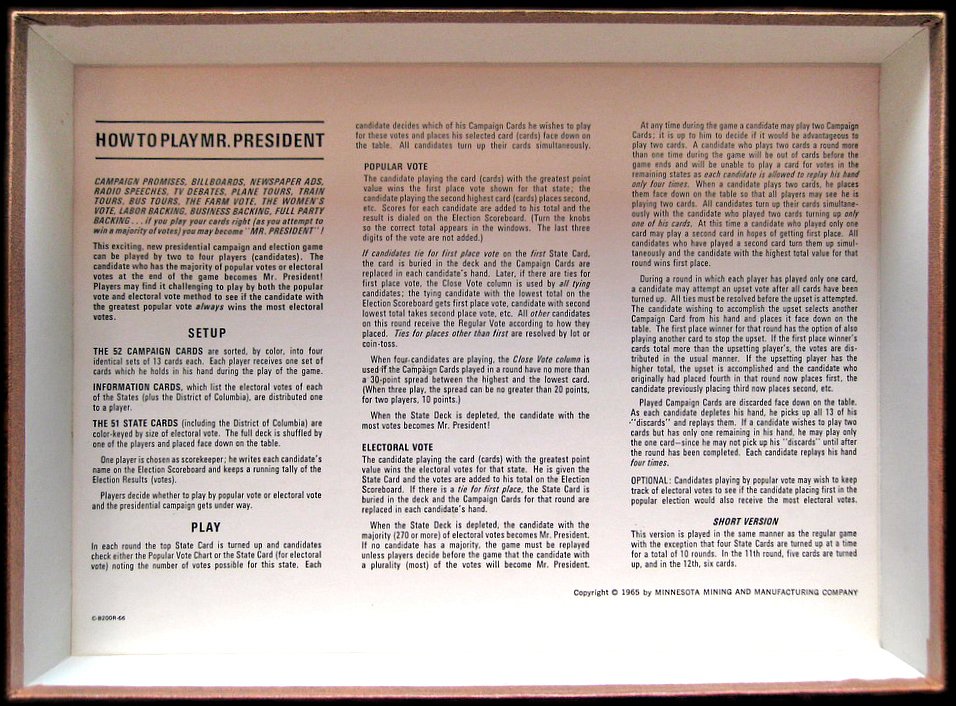 HOW TO PLAY MR. PRESIDENT
CAMPAIGN PROMISES, BILLBOARDS, NEWSPAPER ADS,
RADIO SPEECHES, TV DEBATES, PLANE TOURS, TRAIN
TOURS, BUS TOURS, THE FARM VOTE, THE WOMEN'S
VOTE, LABOR BACKING, BUSINESS BACKING, FULL PARTY
BACKING... if you play your cards right (as you attempt to
win a majority of votes) you may become "MR. PRESIDENT"!
This exciting, new presidential campaign and election game
can be played by two to four players (candidates). The
candidate who has the majority of popular votes or electoral
votes at the end of the game becomes Mr. President!
Players may find it challenging to play by both the popular
vote and electoral vote method to see if the candidate with
the greatest popular vote always wins the most electoral
votes.
SETUP
THE 52 CAMPAIGN CARDS are sorted, by color, into four
identical sets of 13 cards each. Each player receives one set of
cards which he holds in his hand during the play of the game.
INFORMATION CARDS, which list the electoral votes of each
of the States (plus the District of Columbia), are distributed one
to a player.
THE 51 STATE CARDS (including the District of Columbia) are
color-keyed by size of electoral vote. The full deck is shuffled by
one of the players and placed face down on the table.
One player is chosen as scorekeeper; he writes each candidate's
name on the Election Scoreboard and keeps a running tally of the
Election Results (votes).
Players decide whether to play by popular vote or electoral vote
and the presidential campaign gets under way.
PLAY
In each round the top State Card is turned up and candidates
check either the Popular Vote Chart or the State Card (for electoral
vote) noting the number of votes possible for this state. Each
candidate decides which of his Campaign Cards he wishes to play
for these votes and places his selected card (cards) face down on
the table. All candidates turn up their cards simultaneously.
POPULAR VOTE
The candidate playing the card (cards) with the greatest point
value wins the first place vote shown for that state; the
candidate playing the second highest card (cards) places second,
etc. Scores for each candidate are added to his total and the
result is dialed on the Election Scoreboard. (Turn the knobs
so the correct total appears in the windows. The last three
digits of the vote are not added.)
If candidates tie for first place vote on the first State Card,
the card is buried in the deck and the Campaign Cards are
replaced in each candidate's hand. Later, if there are ties for
first place vote, the Close Vote column is used by all tying
candidates; the tying candidate with the lowest total on the
Election Scoreboard gets first place vote, candidate with second
lowest total takes second place vote, etc. All other candidates
on this round receive the Regular Vote according to how they
placed. Ties for places other than first are resolved by lot or
coin-toss.
When four candidates are playing, the Close Vote column is
used if the Campaign Cards played in a round have no more than
a 30-point spread between the highest and the lowest card.
(When three play, the spread can be no greater than 20 points,
for two players, 10 points.)
When the State Deck is depleted, the candidate with the
most votes becomes Mr. President!
ELECTORAL VOTE
The candidate playing the card (cards) with the greatest point
value wins the electoral votes for that state. He is given the
State Card and the votes are added to his total on the Election
Scoreboard. If there is a tie for first place, the State Card is
buried in the deck and the Campaign Cards for that round are
replaced in each candidate's hand.
When the State Deck is depleted, the candidate with the
majority (270 or more) of electoral votes becomes Mr. President.
If no candidate has a majority, the game must be replayed
unless players decide before the game that the candidate with
a plurality (most) of the votes will become Mr. President.
At any time during the game a candidate may play two Campaign
Cards; it is up to him to decide if it would be advantageous to
play two cards. A candidate who plays two cards a round more
than one time during the game will be out of cards before the
game ends and will be unable to play a card for votes in the
remaining states as each candidate is allowed to replay his hand
only four times. When a candidate plays two cards, he places
them face down on the table so that all players may see he is
playing two cards. All candidates turn up their cards simultane-
ously with the candidate who played two cards turning up only
one of his cards. At this time a candidate who played only one
card may play a second card in hopes of getting first place. All
candidates who have played a second card turn them up simul-
taneously and the candidate with the highest total value for that
round wins first place.
During a round in which each player has played only one card,
a candidate may attempt an upset vote after all cards have been
turned up. All ties must be resolved before the upset is attempted.
The candidate wishing to accomplish the upset selects another
Campaign Card from his hand and places it face down on the
table. The first place winner for that round has the option of also
playing another card to stop the upset. If the first place winner's
cards total more than the upsetting player's, the votes are dis-
tributed in the usual manner. If the upsetting player has the
higher total, the upset is accomplished and the candidate who
originally had placed fourth in that round now places first, the
candidate previously placing third now places second, etc.
Played Campaign Cards are discarded face down on the table.
As each candidate depletes his hand, he picks up all 13 of his
"discards" and replays them. If a candidate wishes to play two
cards but has only one remaining in his hand, he may play only
the one card—since he may not pick up his "discards" until after
the round has been completed. Each candidate replays his hand
four times.
OPTIONAL: Candidates playing by popular vote may wish to keep
track of electoral votes to see if the candidate placing first in the
popular election would also receive the most electoral votes.
SHORT VERSION
This version is played in the same manner as the regular game
with the exception that four State Cards are turned up at a time
for a total of 10 rounds. In the 11th round, five cards are turned
up, and in the 12th, six cards.
Copyright © 1965 by MINNESOTA MINING AND MANUFACTURING COMPANY
C-8200R-66